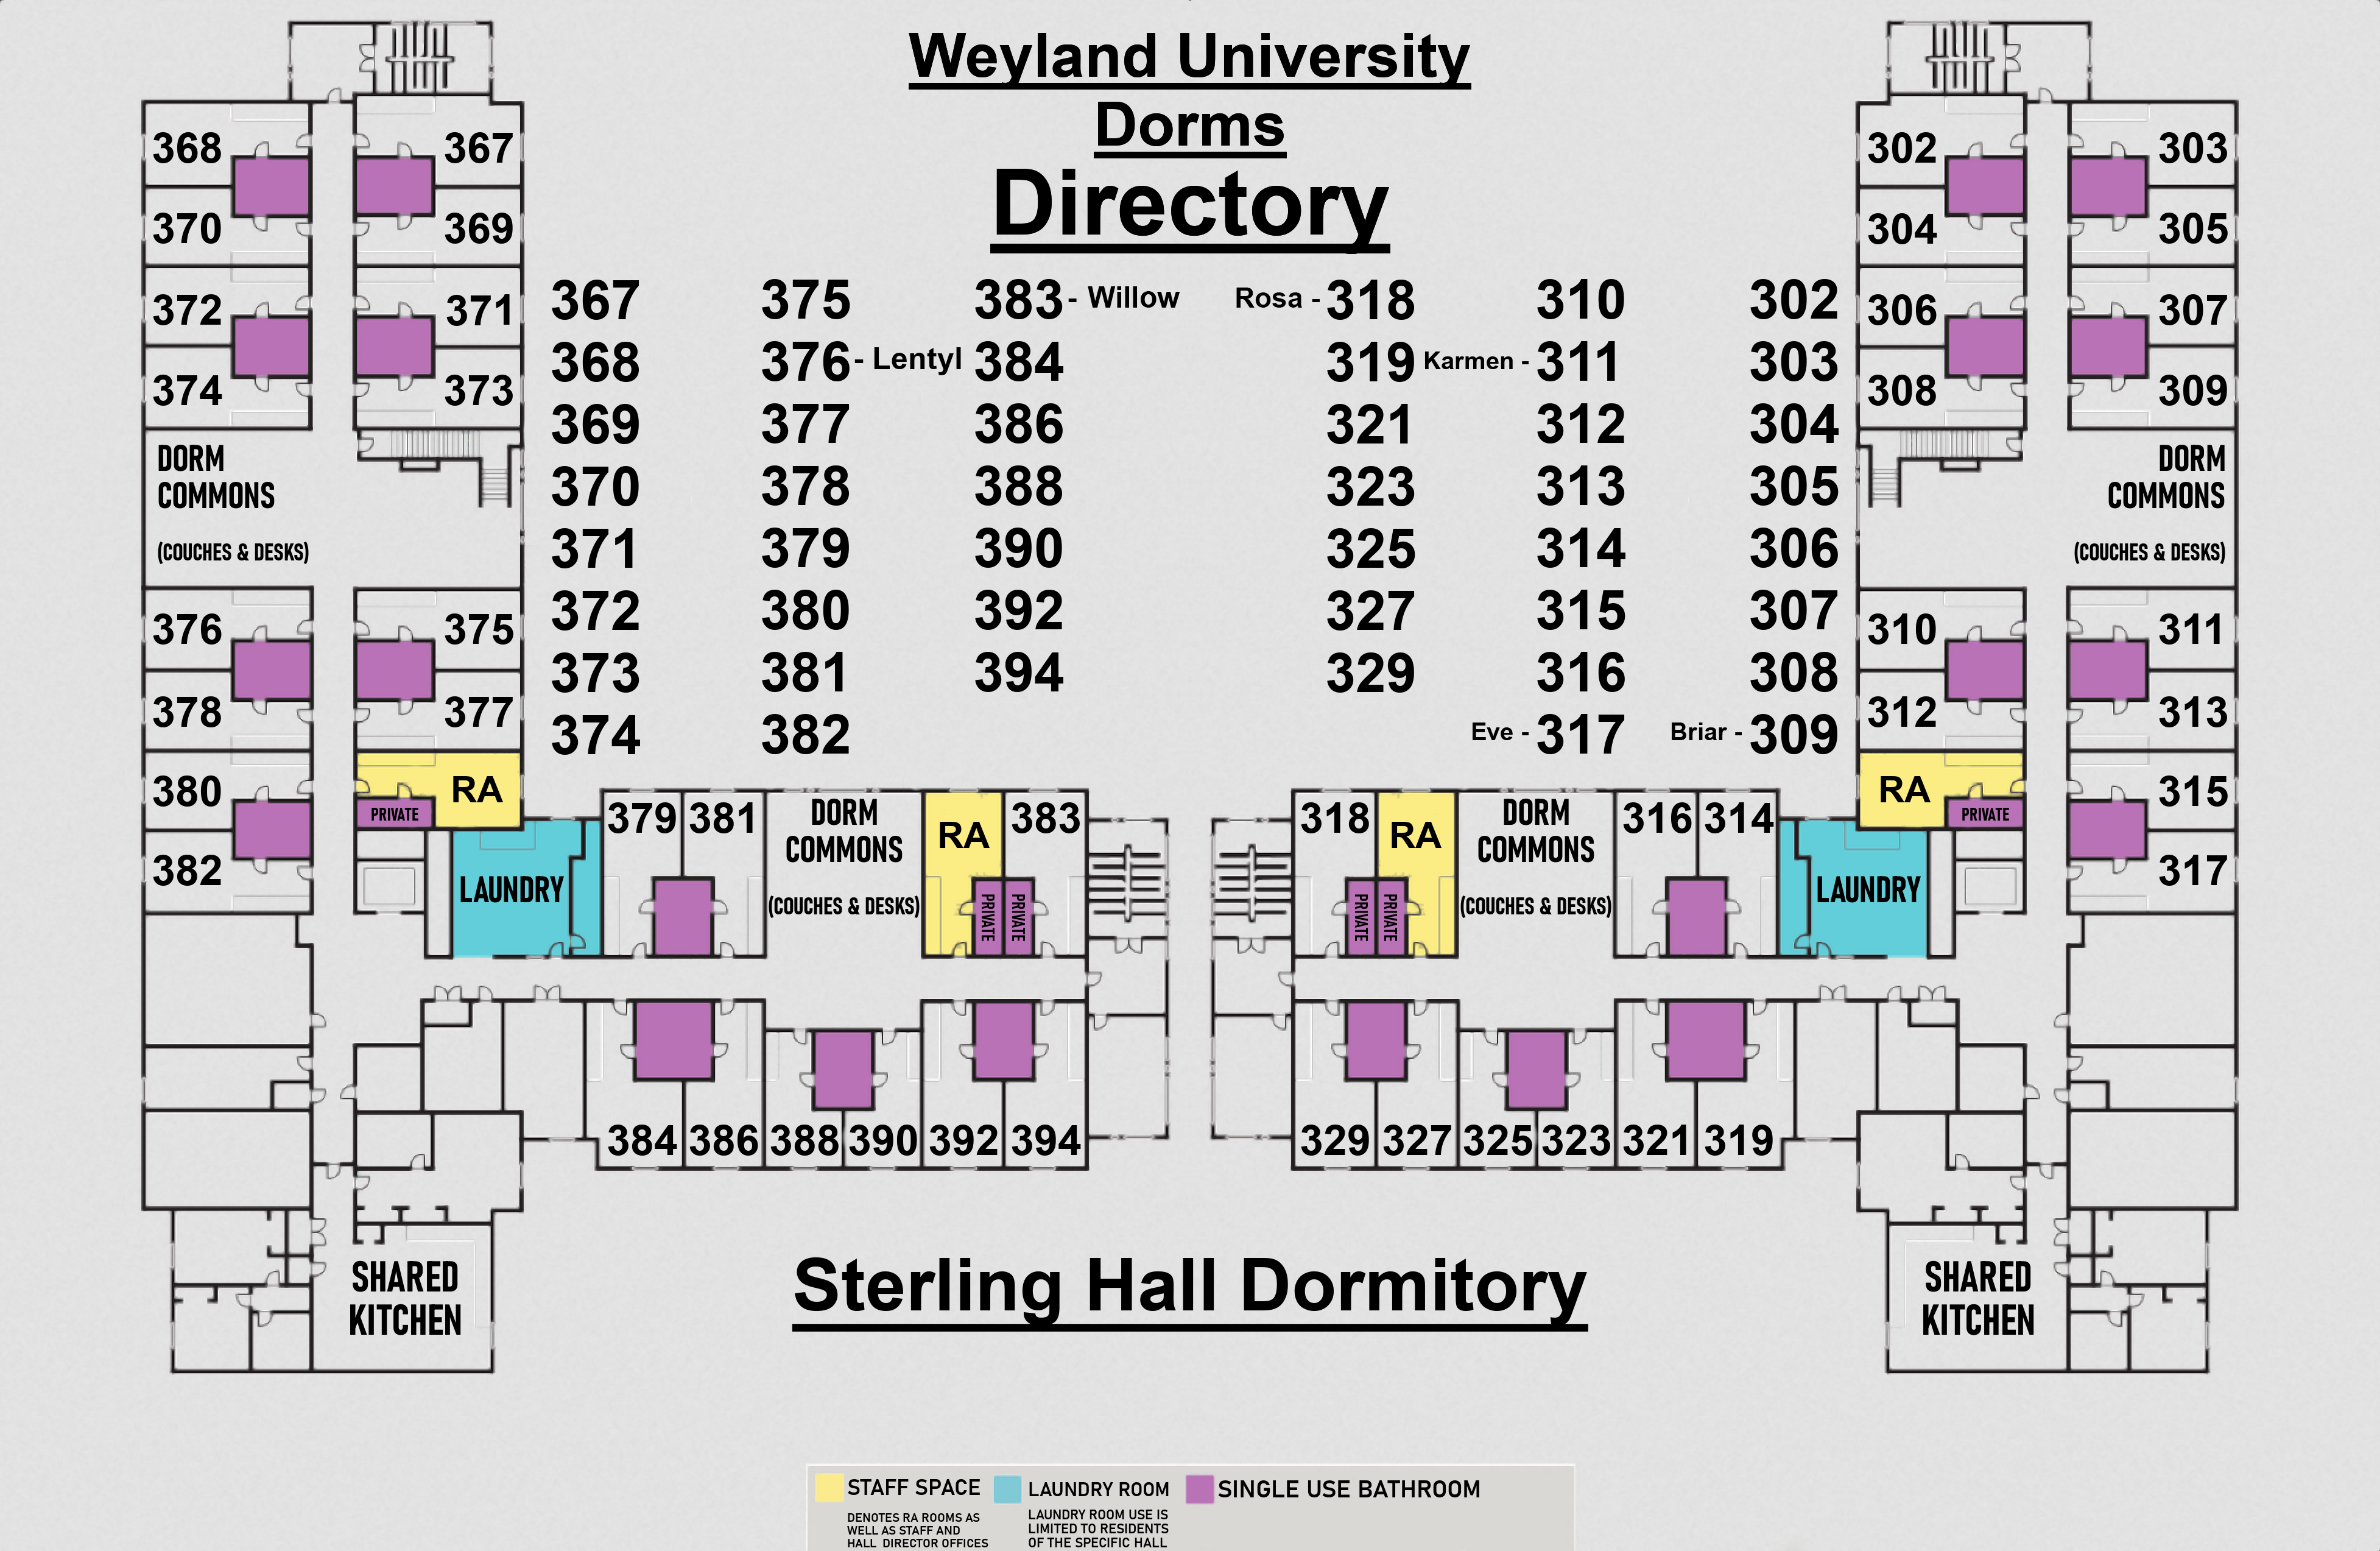 Weyland University
Dorms
Directory
368
367
370
369
372
371
374
373
DORM
COMMONS
(COUCHES & DESKS)
376
375
378
377
380
RA
PRIVATE
382
LAUNDRY
302
303
304
305
306
307
308
309
DORM
COMMONS
(COUCHES & DESKS)
310
311
312
313
RA
PRIVATE
315
317
LAUNDRY
367 375 383 - Willow Rosa - 318 310 302
368 376 - Lentyl 384 319 Karmen - 311 303
369 377 386 321 312 304
370 378 388 323 313 305
371 379 390 325 314 306
372 380 392 327 315 307
373 381 394 329 316 308
374 382 Eve - 317 Briar - 309
379 381
DORM
COMMONS
(COUCHES & DESKS)
RA
PRIVATE
PRIVATE
383
384 386 388 390 392 394
318
RA
PRIVATE
PRIVATE
DORM
COMMONS
(COUCHES & DESKS)
316 314
329 327 325 323 321 319
SHARED
KITCHEN
Sterling Hall Dormitory
SHARED
KITCHEN
STAFF SPACE
DENOTES RA ROOMS AS
WELL AS STAFF AND
HALL DIRECTOR OFFICES
LAUNDRY ROOM
LAUNDRY ROOM USE IS
LIMITED TO RESIDENTS
OF THE SPECIFIC HALL
SINGLE USE BATHROOM